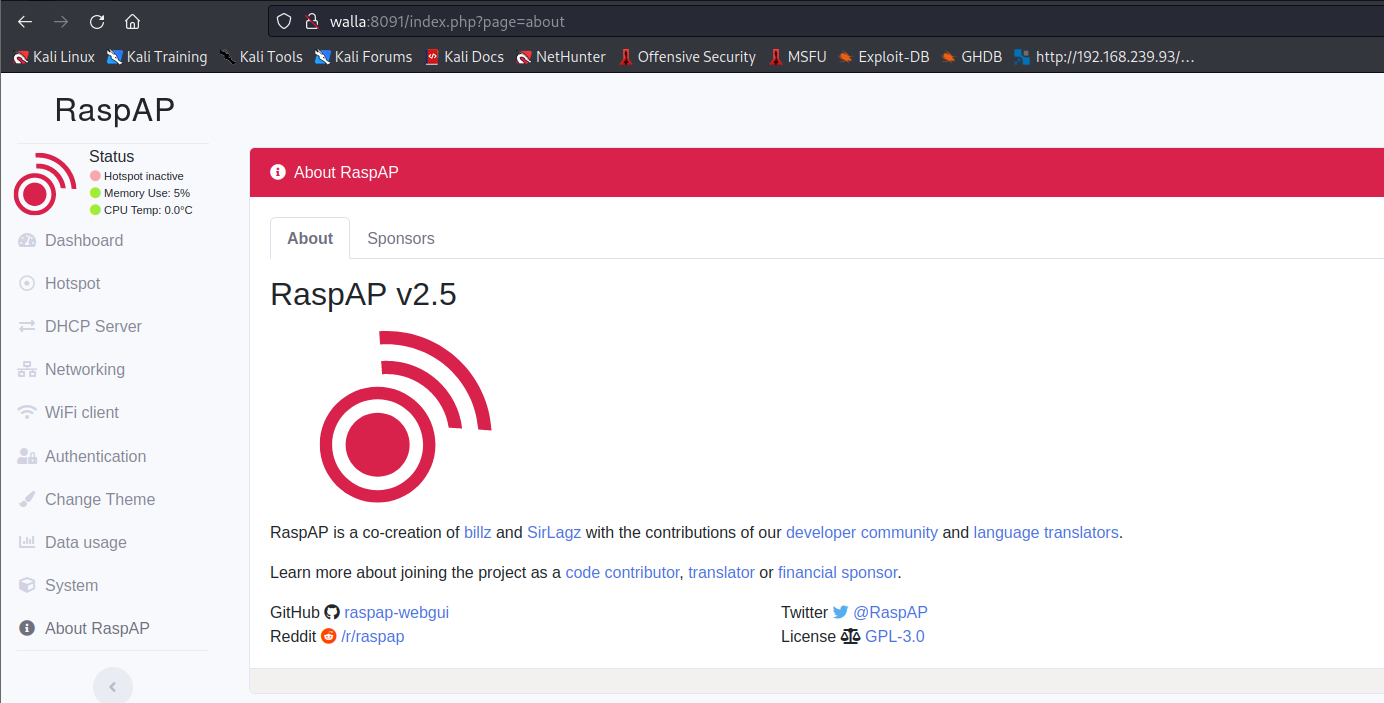 walla:8091/index.php?page=about
Kali Linux Kali Training Kali Tools Kali Forums Kali Docs NetHunter Offensive Security MSFU Exploit-DB GHDB http://192.168.239.93/…
RaspAP
Status
Hotspot inactive
Memory Use: 5%
CPU Temp: 0.0°C
Dashboard
Hotspot
DHCP Server
Networking
WiFi client
Authentication
Change Theme
Data usage
System
About RaspAP
About RaspAP
About Sponsors
RaspAP v2.5
RaspAP is a co-creation of billz and SirLagz with the contributions of our developer community and language translators.
Learn more about joining the project as a code contributor, translator or financial sponsor.
GitHub raspap-webgui Twitter @RaspAP
Reddit /r/raspap License GPL-3.0